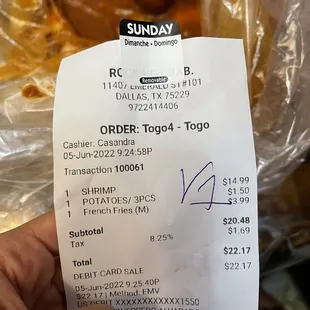 SUNDAY
Dimanche • Domingo
Removable
B.
11407 EMERALD ST #101
DALLAS, TX 75229
9722414406
ORDER: Togo4 - Togo
Cashier: Casandra
05-Jun-2022 9:24:58P
Transaction 100061
1 SHRIMP $14.99
1 POTATOES/ 3PCS $1.50
1 French Fries (M) $3.99
Subtotal $20.48
Tax 8.25% $1.69
Total $22.17
DEBIT CARD SALE $22.17
05-Jun-2022 9:25:40P
$22.17 | Method: EMV
US DEBIT XXXXXXXXXXXX1550